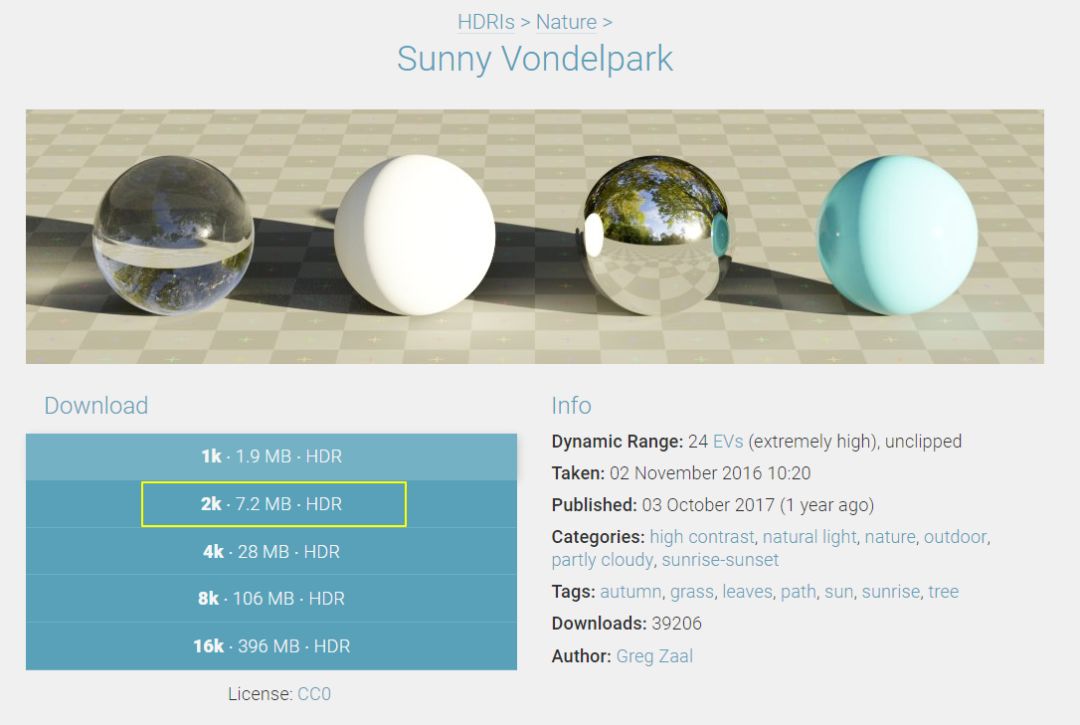 HDRIs > Nature >
Sunny Vondelpark
Download
1k · 1.9 MB · HDR
2k · 7.2 MB · HDR
4k · 28 MB · HDR
8k · 106 MB · HDR
16k · 396 MB · HDR
License: CC0
Info
Dynamic Range: 24 EVs (extremely high), unclipped
Taken: 02 November 2016 10:20
Published: 03 October 2017 (1 year ago)
Categories: high contrast, natural light, nature, outdoor,
partly cloudy, sunrise-sunset
Tags: autumn, grass, leaves, path, sun, sunrise, tree
Downloads: 39206
Author: Greg Zaal